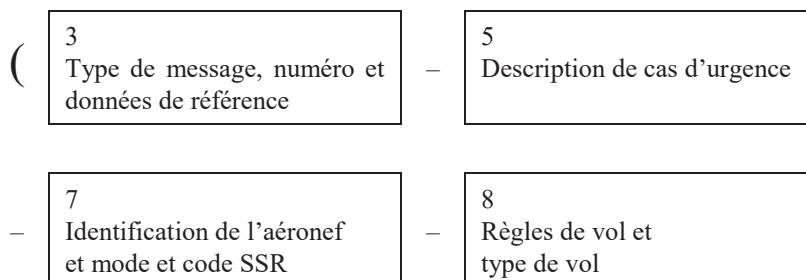 ( 3
Type de message, numéro et
données de référence
– 5
Description de cas d’urgence
– 7
Identification de l’aéronef
et mode et code SSR
– 8
Règles de vol et
type de vol